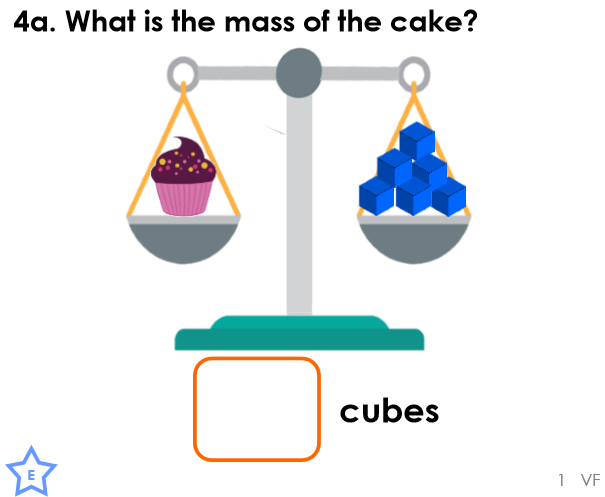 4a. What is the mass of the cake?
cubes
E
1 VF